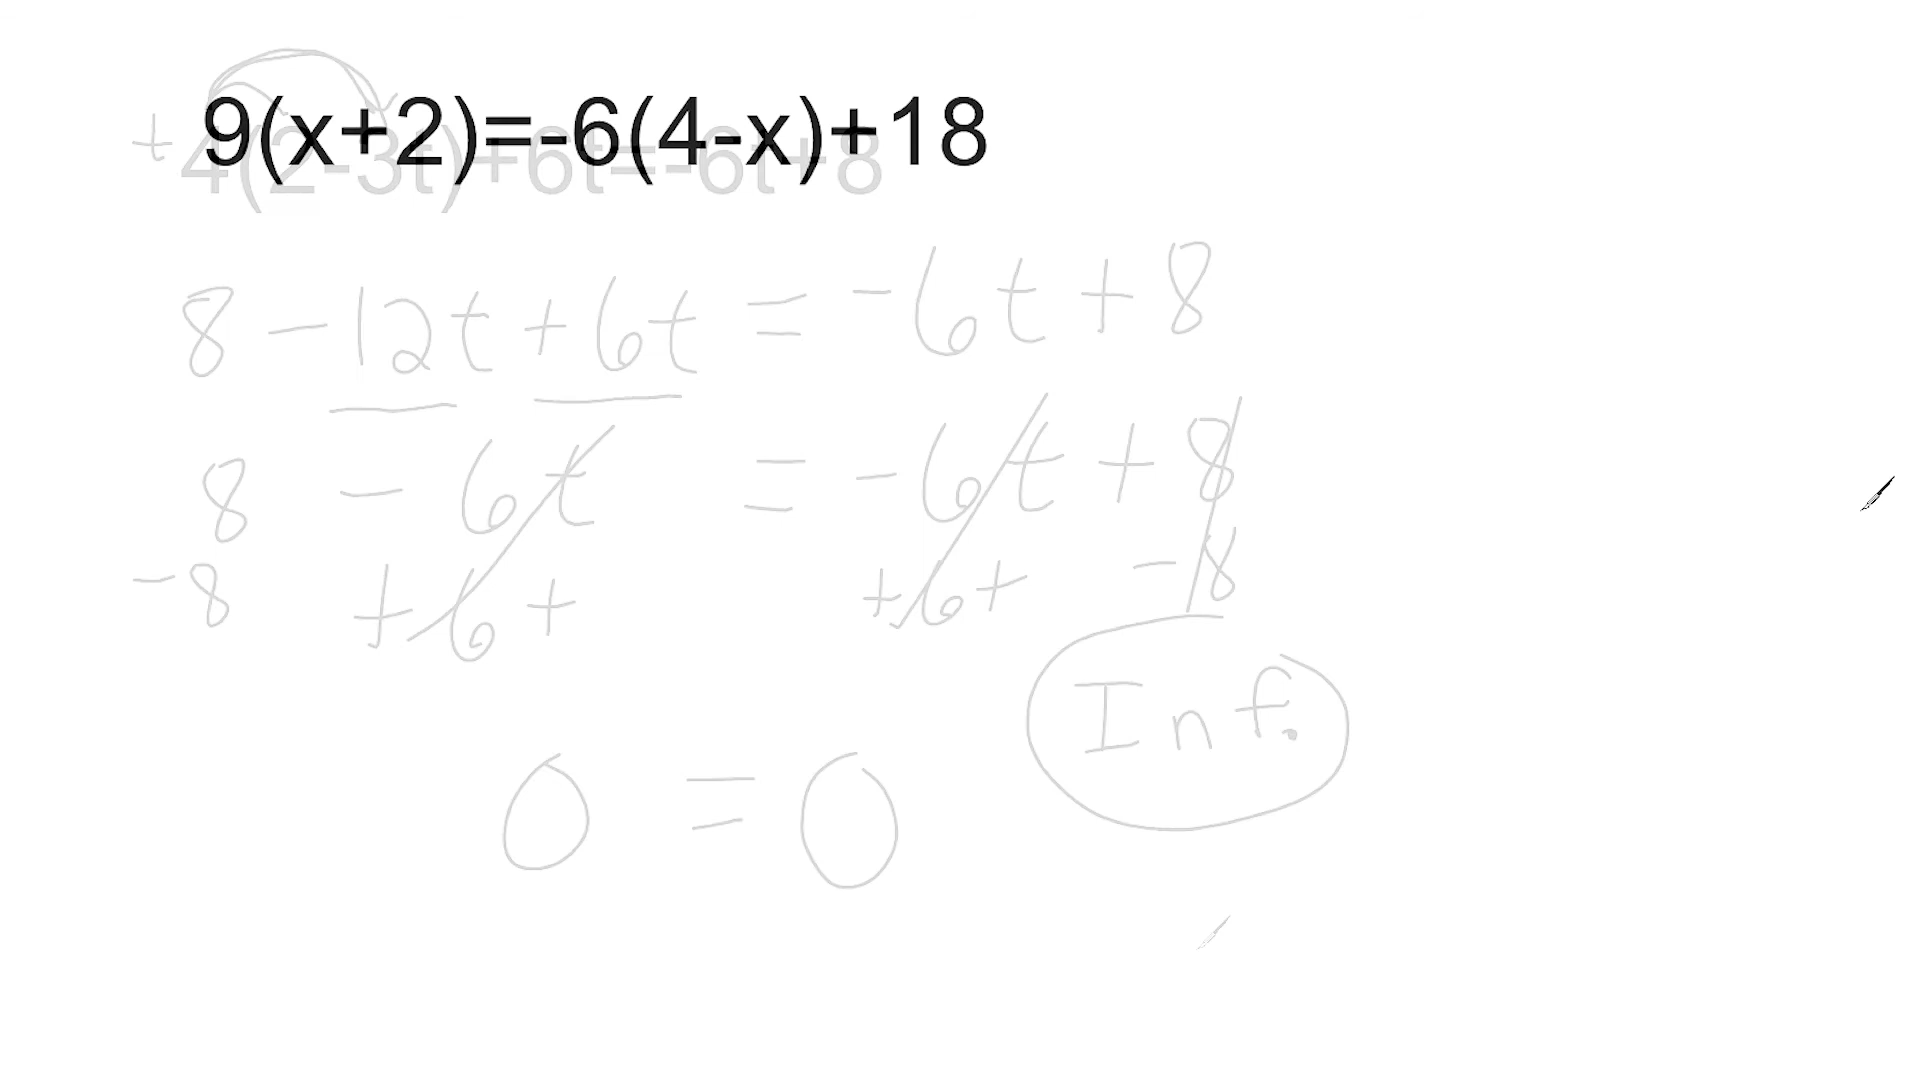 9(x+2)=-6(4-x)+18
+4(2-3t)+6t=-6t+8
8 - 12t + 6t = -6t + 8
8 - 6t = -6t + 8
-8 +6t +6t -8
Inf.
0 = 0